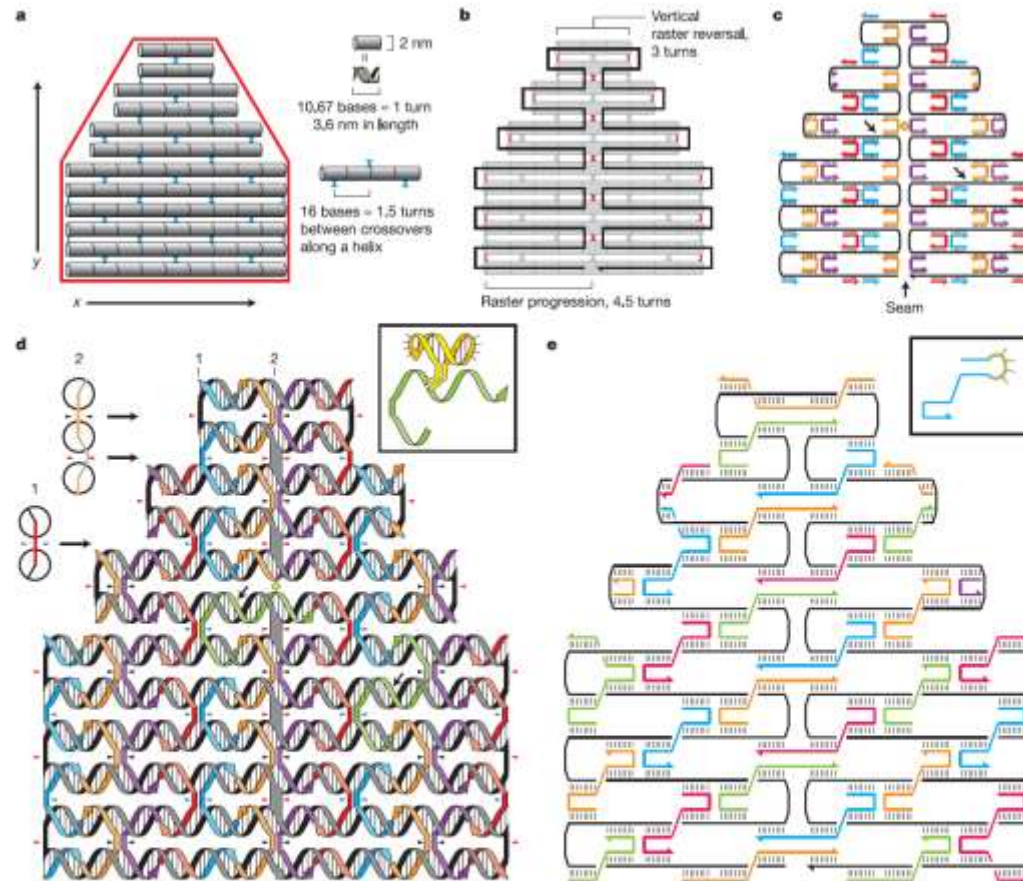 a
2 nm
10.67 bases = 1 turn
3.6 nm in length
16 bases = 1.5 turns
between crossovers
along a helix
y
x
b
Vertical
raster reversal,
3 turns
Raster progression, 4.5 turns
c
Seam
d
2
1
1
2
e